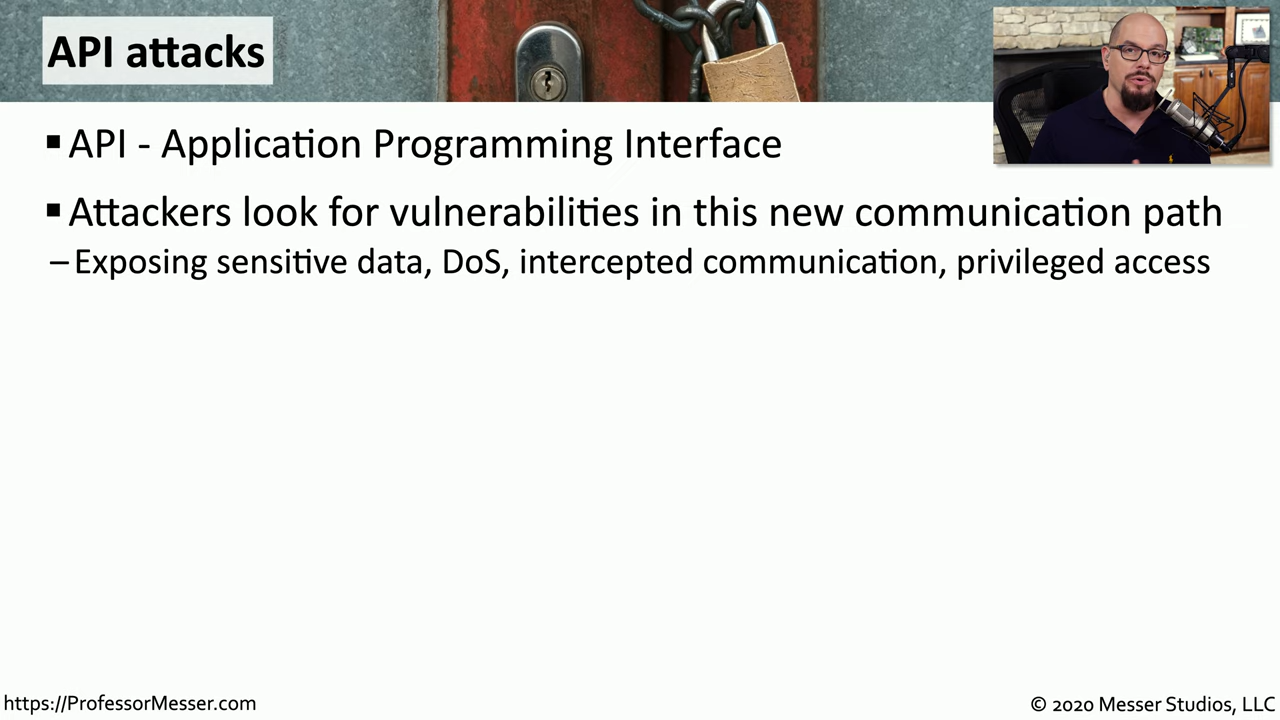 API attacks
▪ API - Application Programming Interface
▪ Attackers look for vulnerabilities in this new communication path
– Exposing sensitive data, DoS, intercepted communication, privileged access
https://ProfessorMesser.com
© 2020 Messer Studios, LLC